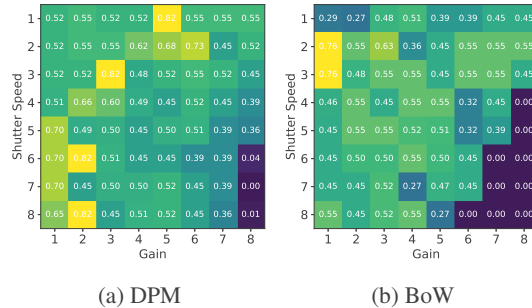 Shutter Speed
1 0.52 0.55 0.52 0.55 0.82 0.55 0.55 0.55
2 0.52 0.55 0.55 0.62 0.68 0.73 0.45 0.52
3 0.52 0.52 0.82 0.48 0.55 0.55 0.52 0.45
4 0.51 0.66 0.60 0.49 0.45 0.52 0.45 0.39
5 0.70 0.49 0.50 0.45 0.50 0.51 0.39 0.36
6 0.70 0.82 0.51 0.45 0.46 0.39 0.39 0.04
7 0.70 0.45 0.50 0.50 0.52 0.45 0.39 0.00
8 0.65 0.82 0.45 0.51 0.52 0.45 0.36 0.01
1 2 3 4 5 6 7 8
Gain
(a) DPM
Shutter Speed
1 0.29 0.27 0.48 0.51 0.39 0.39 0.45 0.45
2 0.76 0.55 0.63 0.36 0.45 0.55 0.55 0.45
3 0.76 0.48 0.55 0.45 0.55 0.55 0.55 0.45
4 0.46 0.55 0.45 0.55 0.55 0.32 0.45 0.00
5 0.45 0.55 0.55 0.52 0.51 0.32 0.39 0.00
6 0.45 0.50 0.50 0.55 0.50 0.45 0.00 0.00
7 0.45 0.45 0.52 0.27 0.47 0.45 0.00 0.00
8 0.55 0.45 0.52 0.55 0.27 0.00 0.00 0.00
1 2 3 4 5 6 7 8
Gain
(b) BoW